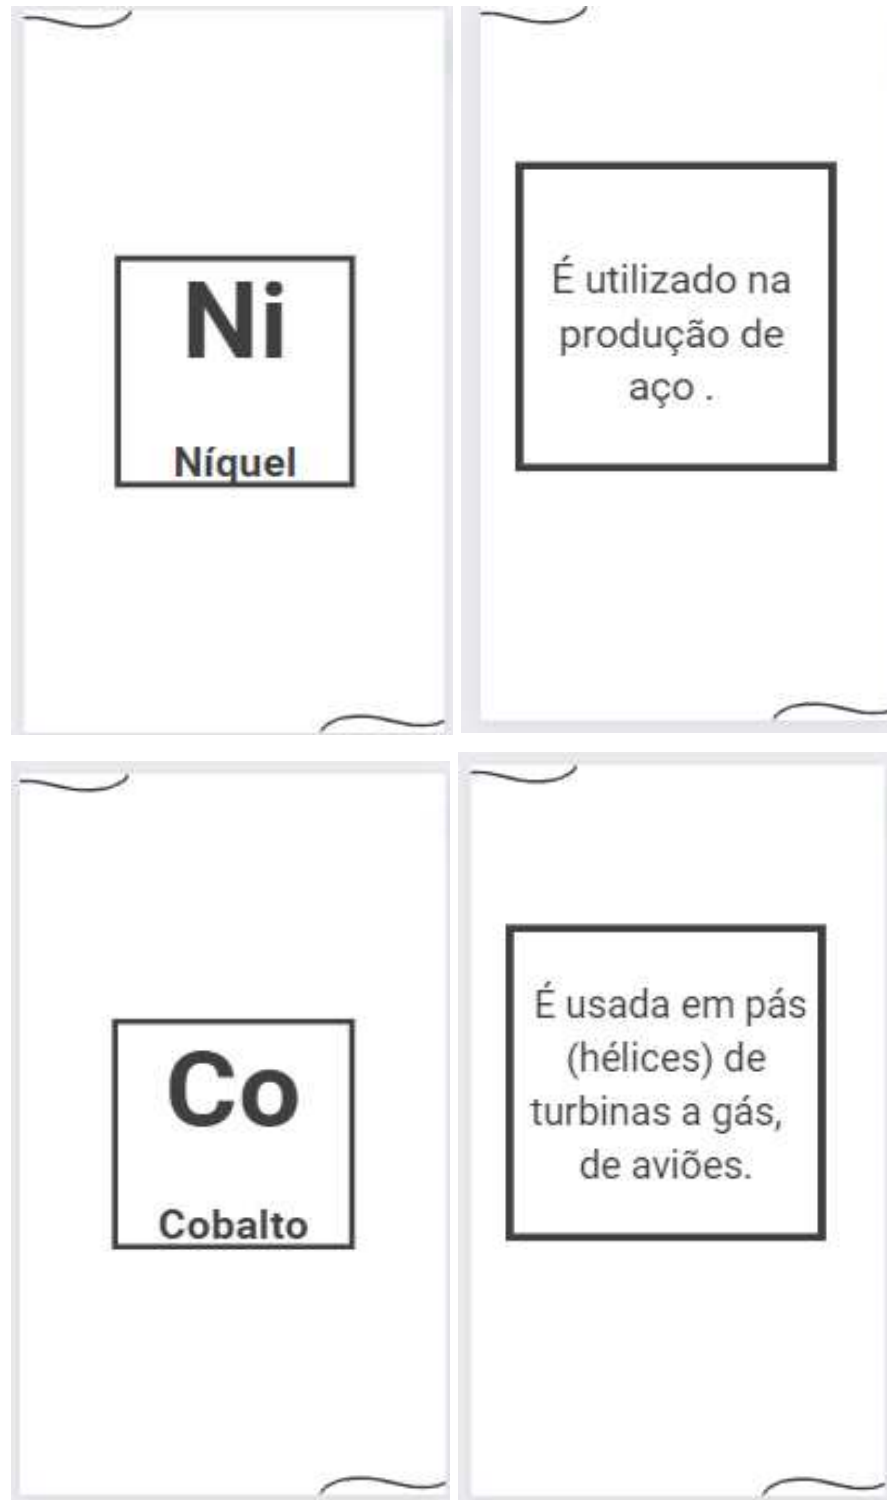 Ni
Níquel
É utilizado na
produção de
aço .
Co
Cobalto
É usada em pás
(hélices) de
turbinas a gás,
de aviões.